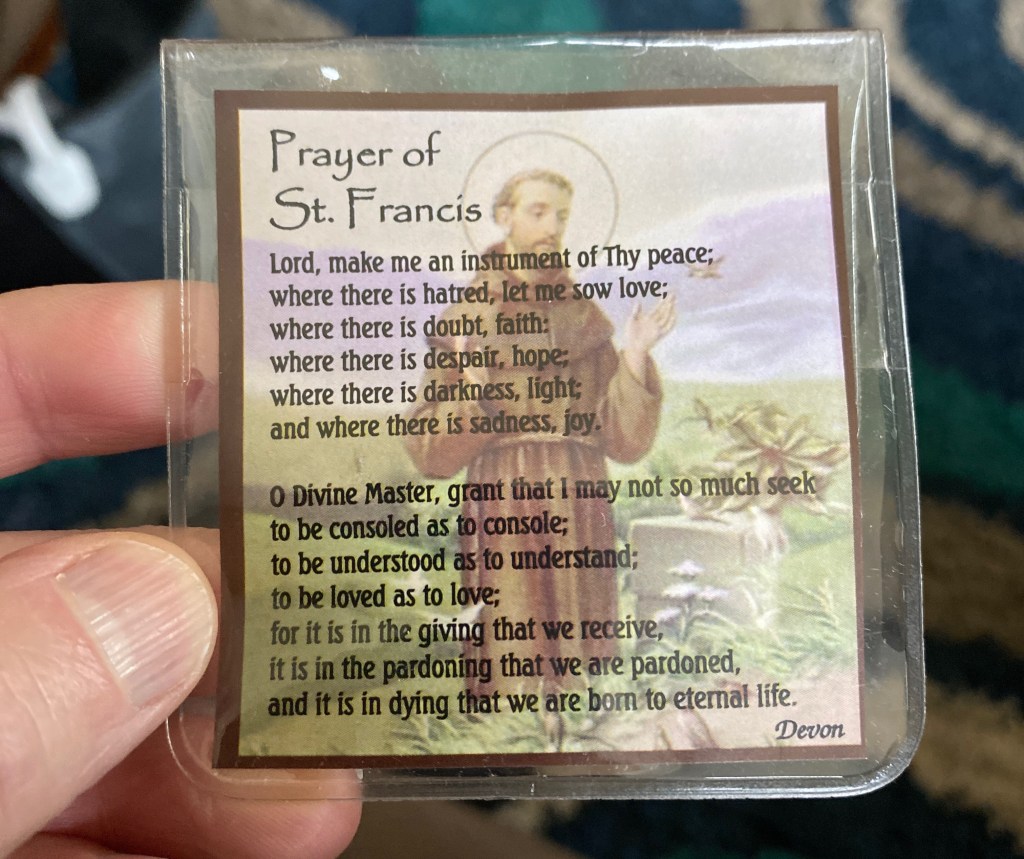 Prayer of
St. Francis
Lord, make me an instrument of Thy peace;
where there is hatred, let me sow love;
where there is doubt, faith:
where there is despair, hope;
where there is darkness, light;
and where there is sadness, joy.
O Divine Master, grant that I may not so much seek
to be consoled as to console;
to be understood as to understand;
to be loved as to love;
for it is in the giving that we receive,
it is in the pardoning that we are pardoned,
and it is in dying that we are born to eternal life.
Devon